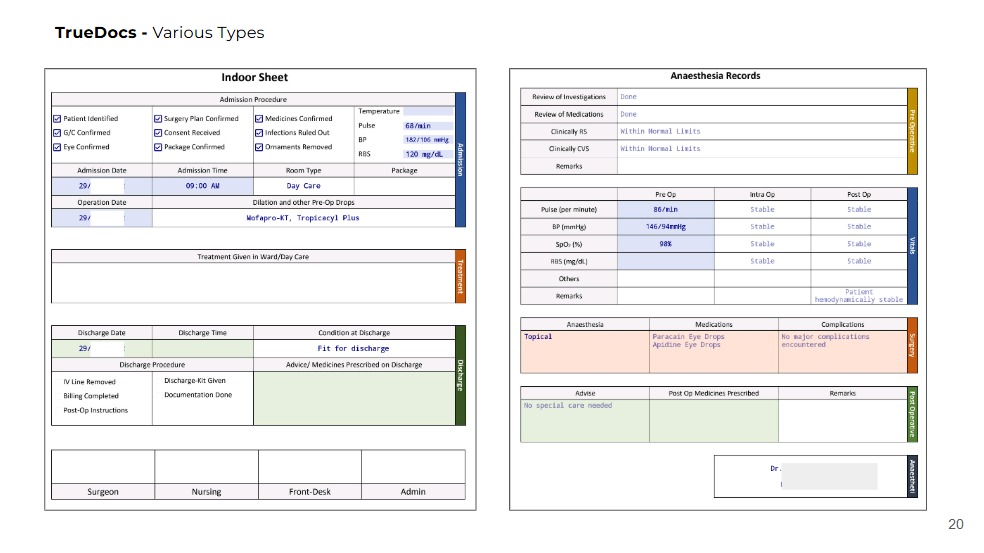 TrueDocs - Various Types
Indoor Sheet
Admission Procedure
Patient Identified
G/C Confirmed
Eye Confirmed
Surgery Plan Confirmed
Consent Received
Package Confirmed
Medicines Confirmed
Infections Ruled Out
Ornaments Removed
Temperature
Pulse 68/min
BP 182/106 mmHg
RBS 120 mg/dL
Admission
Admission Date Admission Time Room Type Package
29/ 09:00 AM Day Care
Operation Date Dilation and other Pre-Op Drops
29/ Wofapro-KT, Tropicacyl Plus
Treatment Given in Ward/Day Care
Treatment
Discharge Date Discharge Time Condition at Discharge
29/ Fit for discharge
Discharge Procedure Advice/ Medicines Prescribed on Discharge
IV Line Removed
Billing Completed
Post-Op Instructions
Discharge-Kit Given
Documentation Done
Discharge
Surgeon Nursing Front-Desk Admin
Anaesthesia Records
Review of Investigations Done
Review of Medications Done
Clinically RS Within Normal Limits
Clinically CVS Within Normal Limits
Remarks
Pre Operative
Pre Op Intra Op Post Op
Pulse (per minute) 86/min Stable Stable
BP (mmHg) 146/94mmHg Stable Stable
SpO₂ (%) 98% Stable Stable
RBS (mg/dL) Stable Stable
Others
Remarks Patient
hemodynamically stable
Vitals
Anaesthesia Medications Complications
Topical Paracain Eye Drops No major complications
Apidine Eye Drops encountered
Surgery
Advise Post Op Medicines Prescribed Remarks
No special care needed
Post Operative
Dr.
Anaestheti
20